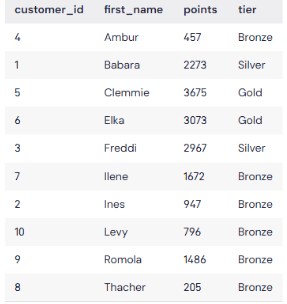 customer_id first_name points tier
4 Ambur 457 Bronze
1 Babara 2273 Silver
5 Clemmie 3675 Gold
6 Elka 3073 Gold
3 Freddi 2967 Silver
7 Ilene 1672 Bronze
2 Ines 947 Bronze
10 Levy 796 Bronze
9 Romola 1486 Bronze
8 Thacher 205 Bronze